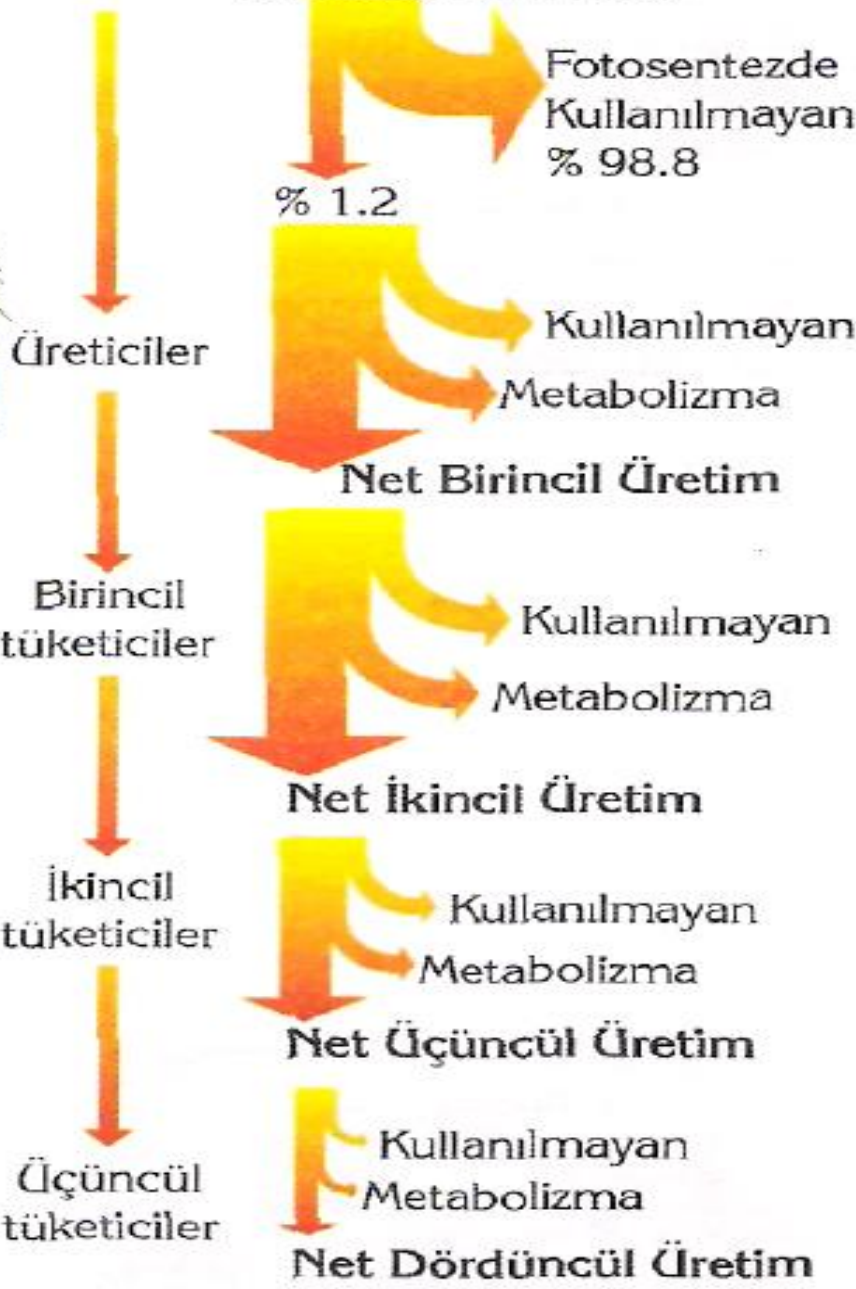 Fotosentezde
Kullanılmayan
% 98.8
% 1.2
Üreticiler
Kullanılmayan
Metabolizma
Net Birincil Üretim
Birincil
tüketiciler
Kullanılmayan
Metabolizma
Net İkincil Üretim
İkincil
tüketiciler
Kullanılmayan
Metabolizma
Net Üçüncül Üretim
Üçüncül
tüketiciler
Kullanılmayan
Metabolizma
Net Dördüncül Üretim